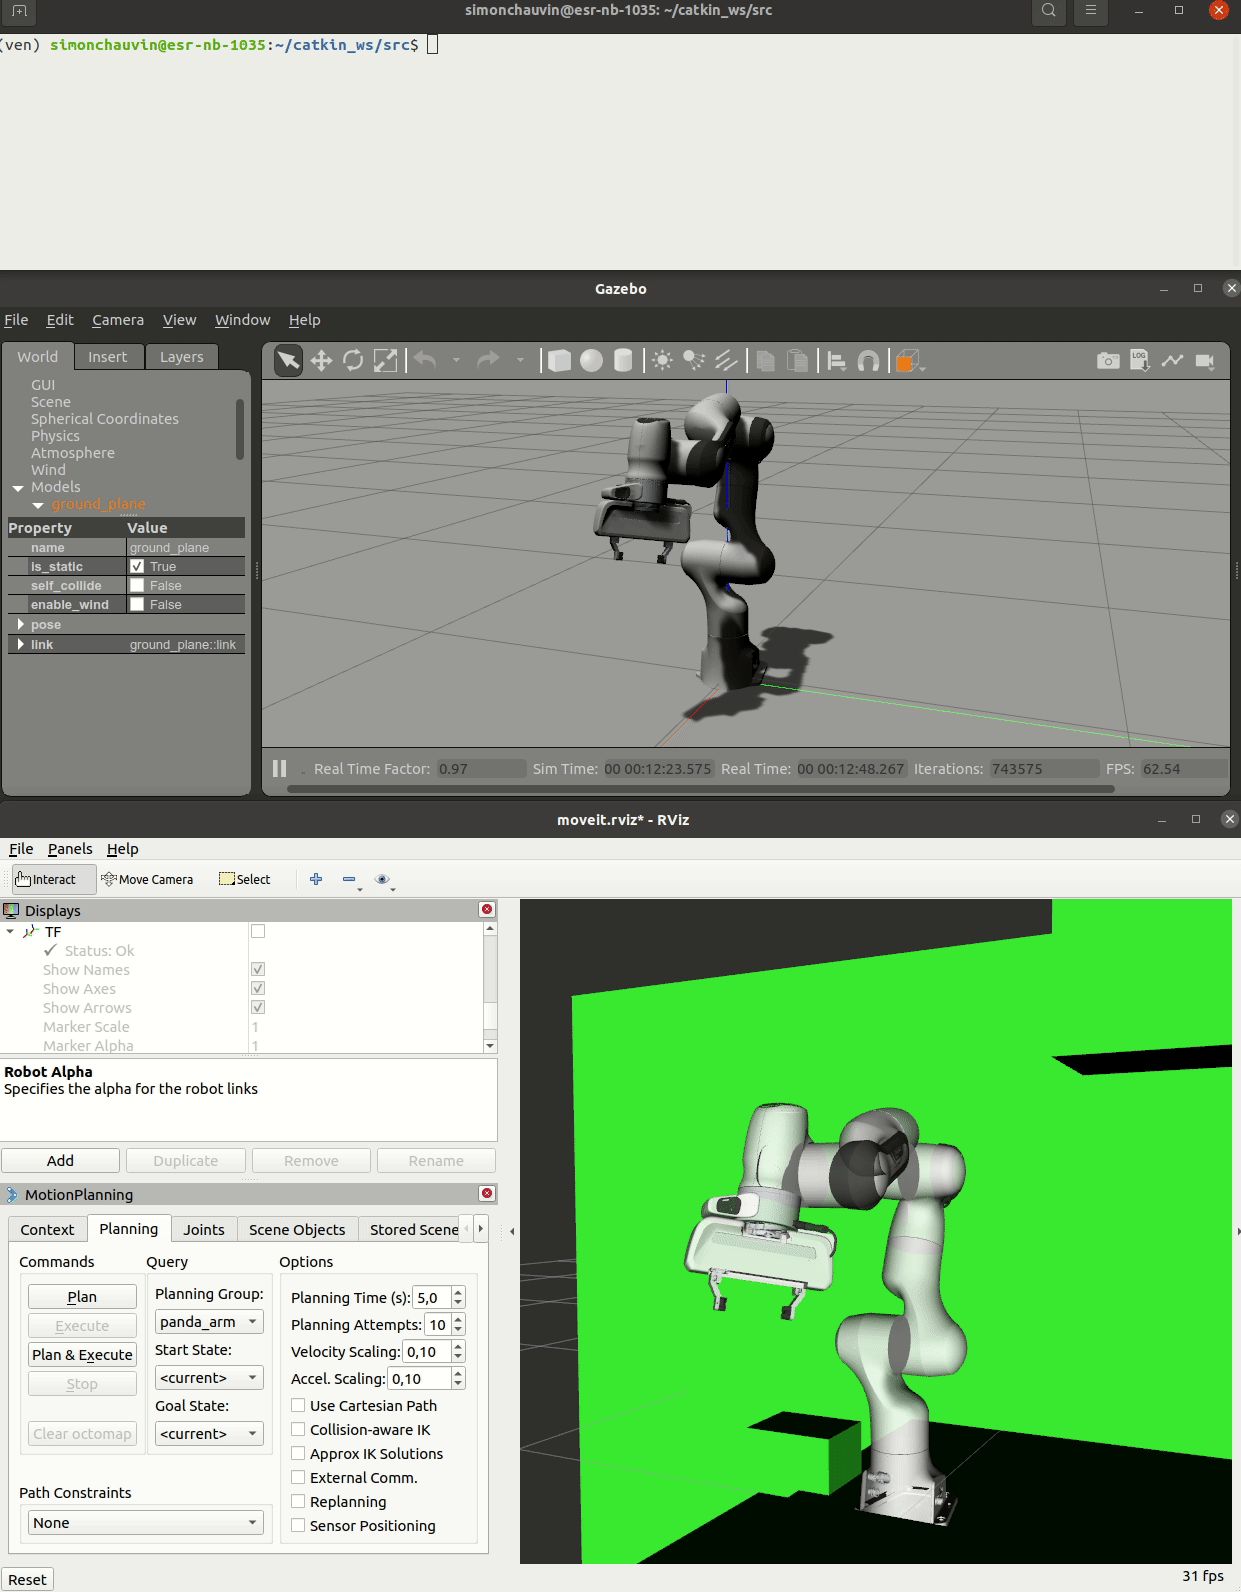 simonchauvin@esr-nb-1035: ~/catkin_ws/src
(ven) simonchauvin@esr-nb-1035:~/catkin_ws/src$
Gazebo
File Edit Camera View Window Help
World Insert Layers
GUI
Scene
Spherical Coordinates
Physics
Atmosphere
Wind
Models
ground_plane
Property Value
name ground_plane
is_static True
self_collide False
enable_wind False
pose
link ground_plane::link
LOG
Real Time Factor: 0.97 Sim Time: 00 00:12:23.575 Real Time: 00 00:12:48.267 Iterations: 743575 FPS: 62.54
moveit.rviz* - RViz
File Panels Help
Interact Move Camera Select
Displays
TF
Status: Ok
Show Names
Show Axes
Show Arrows
Marker Scale 1
Marker Alpha 1
Robot Alpha
Specifies the alpha for the robot links
Add Duplicate Remove Rename
MotionPlanning
Context Planning Joints Scene Objects Stored Scene
Commands Query Options
Plan
Execute
Plan & Execute
Stop
Clear octomap
Planning Group:
panda_arm
Start State:
<current>
Goal State:
<current>
Planning Time (s): 5,0
Planning Attempts: 10
Velocity Scaling: 0,10
Accel. Scaling: 0,10
Use Cartesian Path
Collision-aware IK
Approx IK Solutions
External Comm.
Replanning
Sensor Positioning
Path Constraints
None
Reset
31 fps